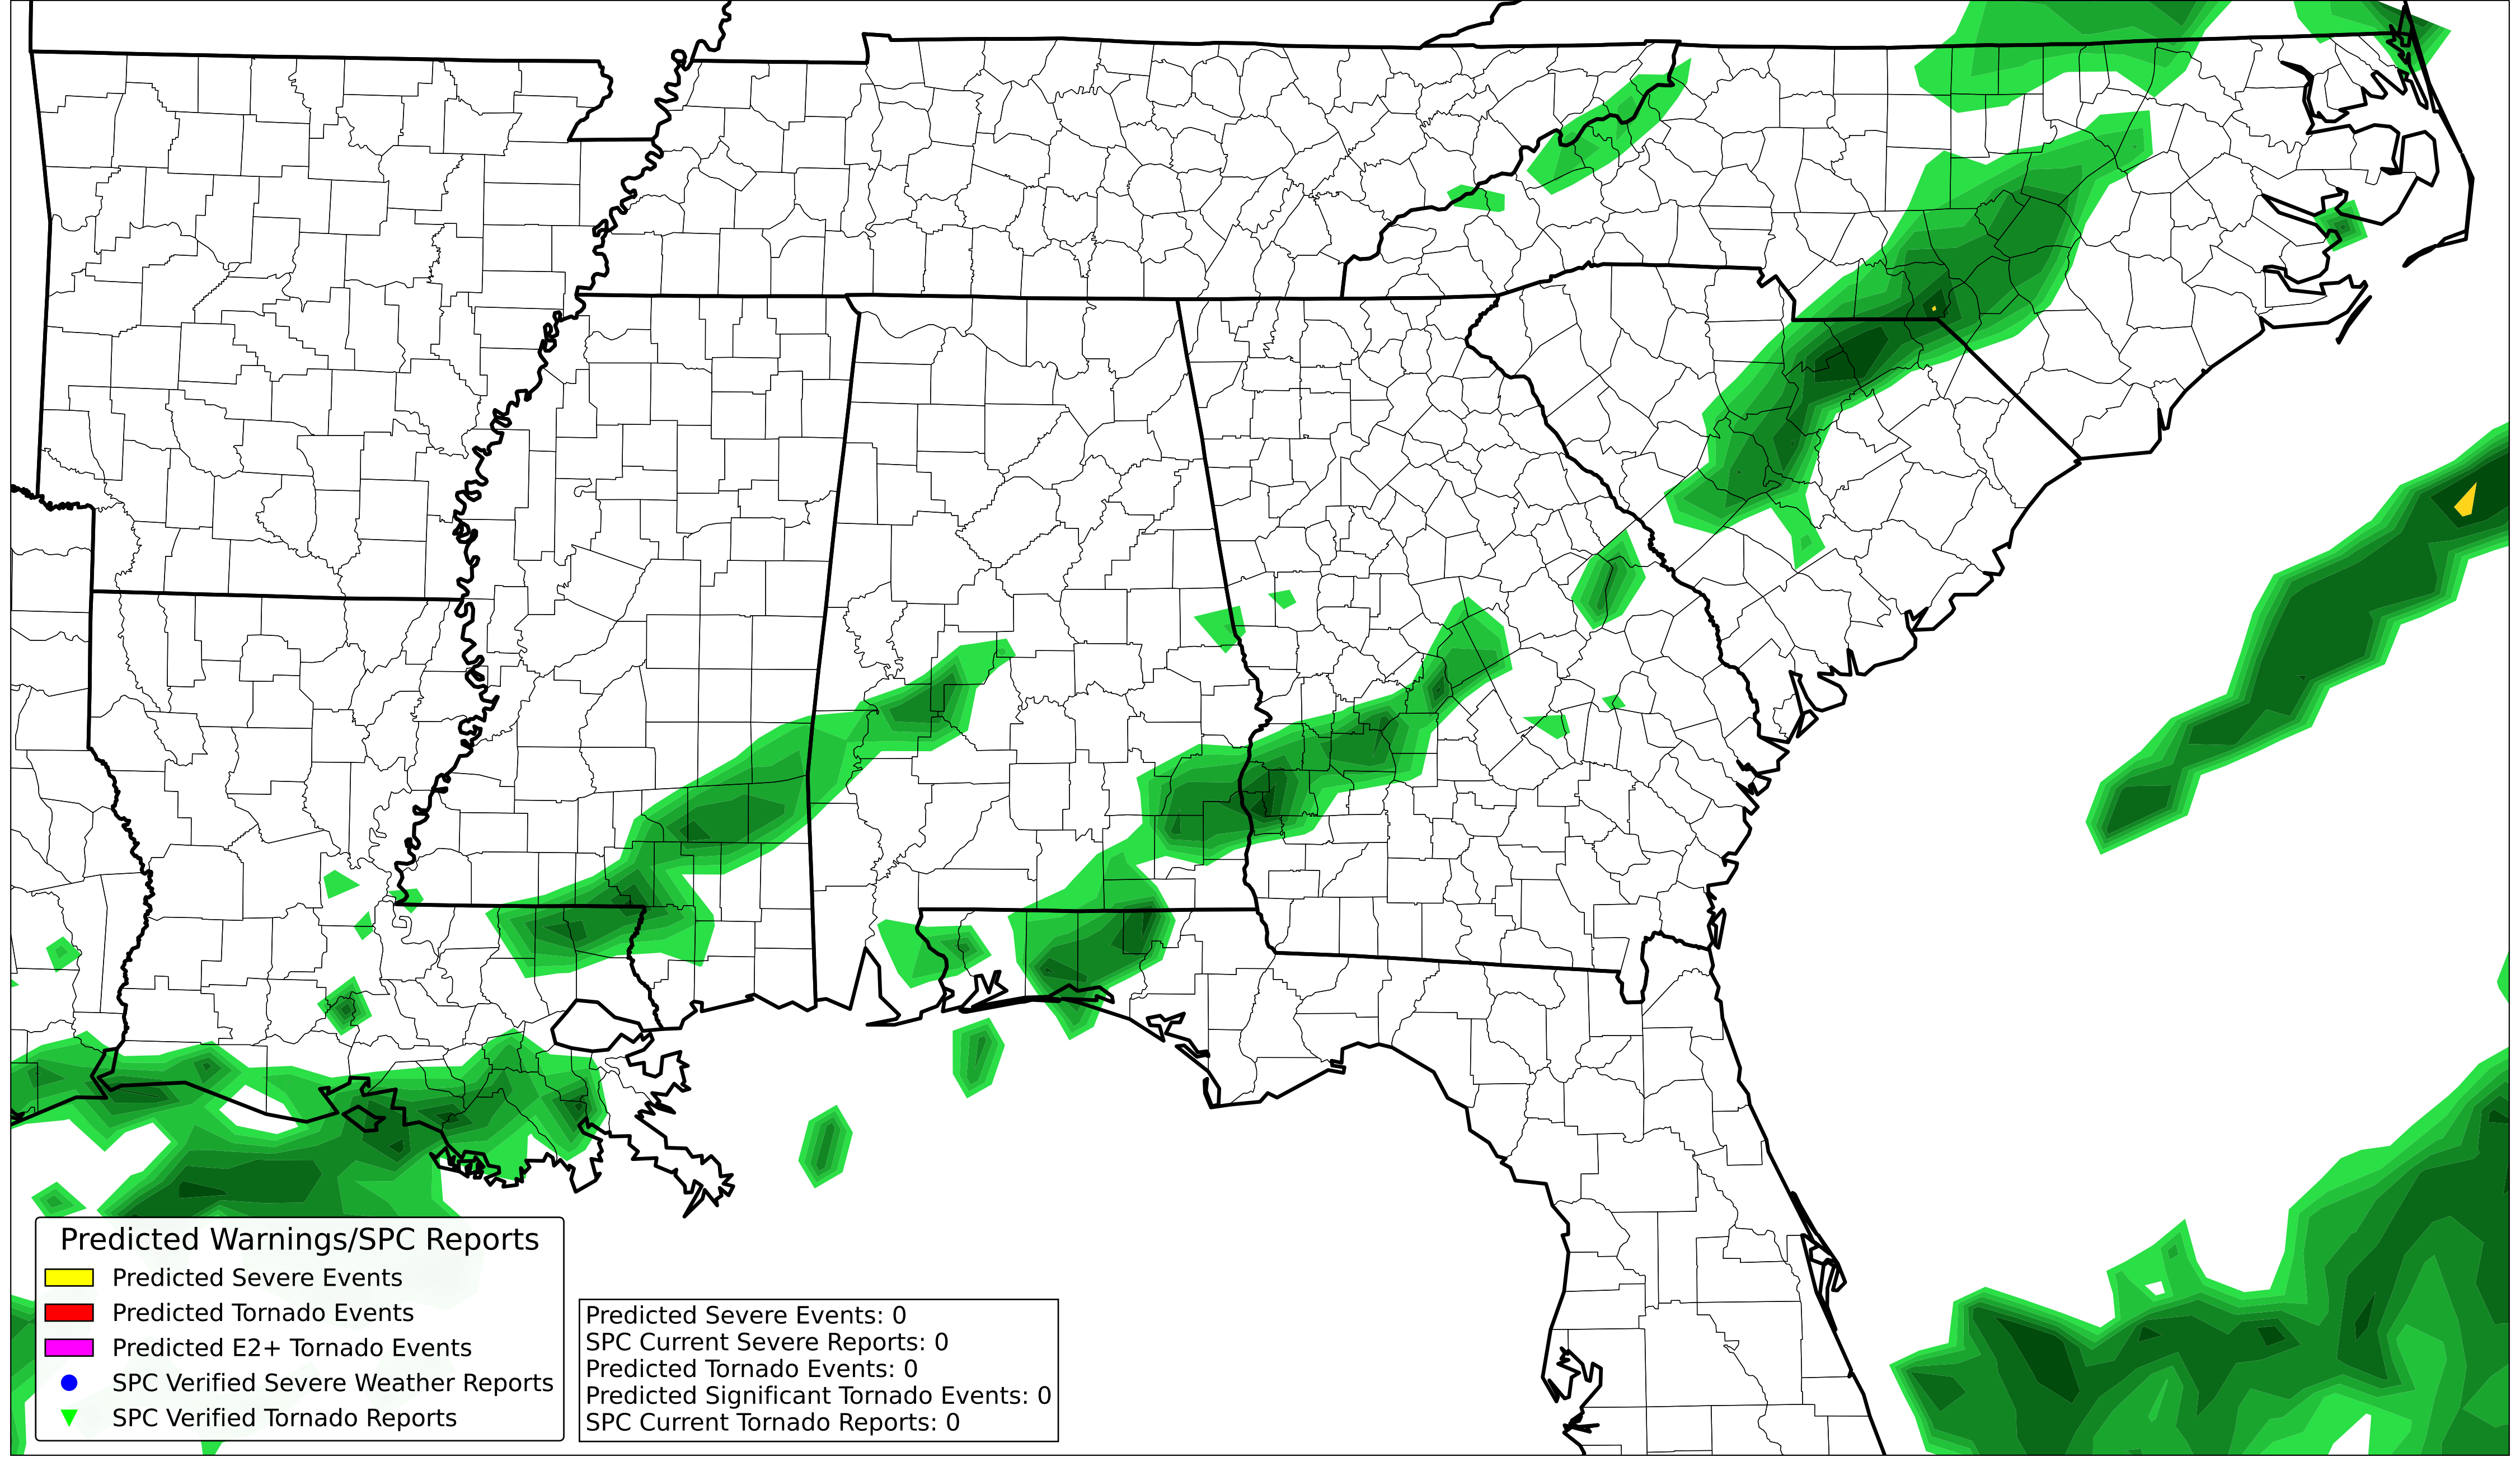 Predicted Warnings/SPC Reports
Predicted Severe Events
Predicted Tornado Events
Predicted E2+ Tornado Events
SPC Verified Severe Weather Reports
SPC Verified Tornado Reports
Predicted Severe Events: 0
SPC Current Severe Reports: 0
Predicted Tornado Events: 0
Predicted Significant Tornado Events: 0
SPC Current Tornado Reports: 0